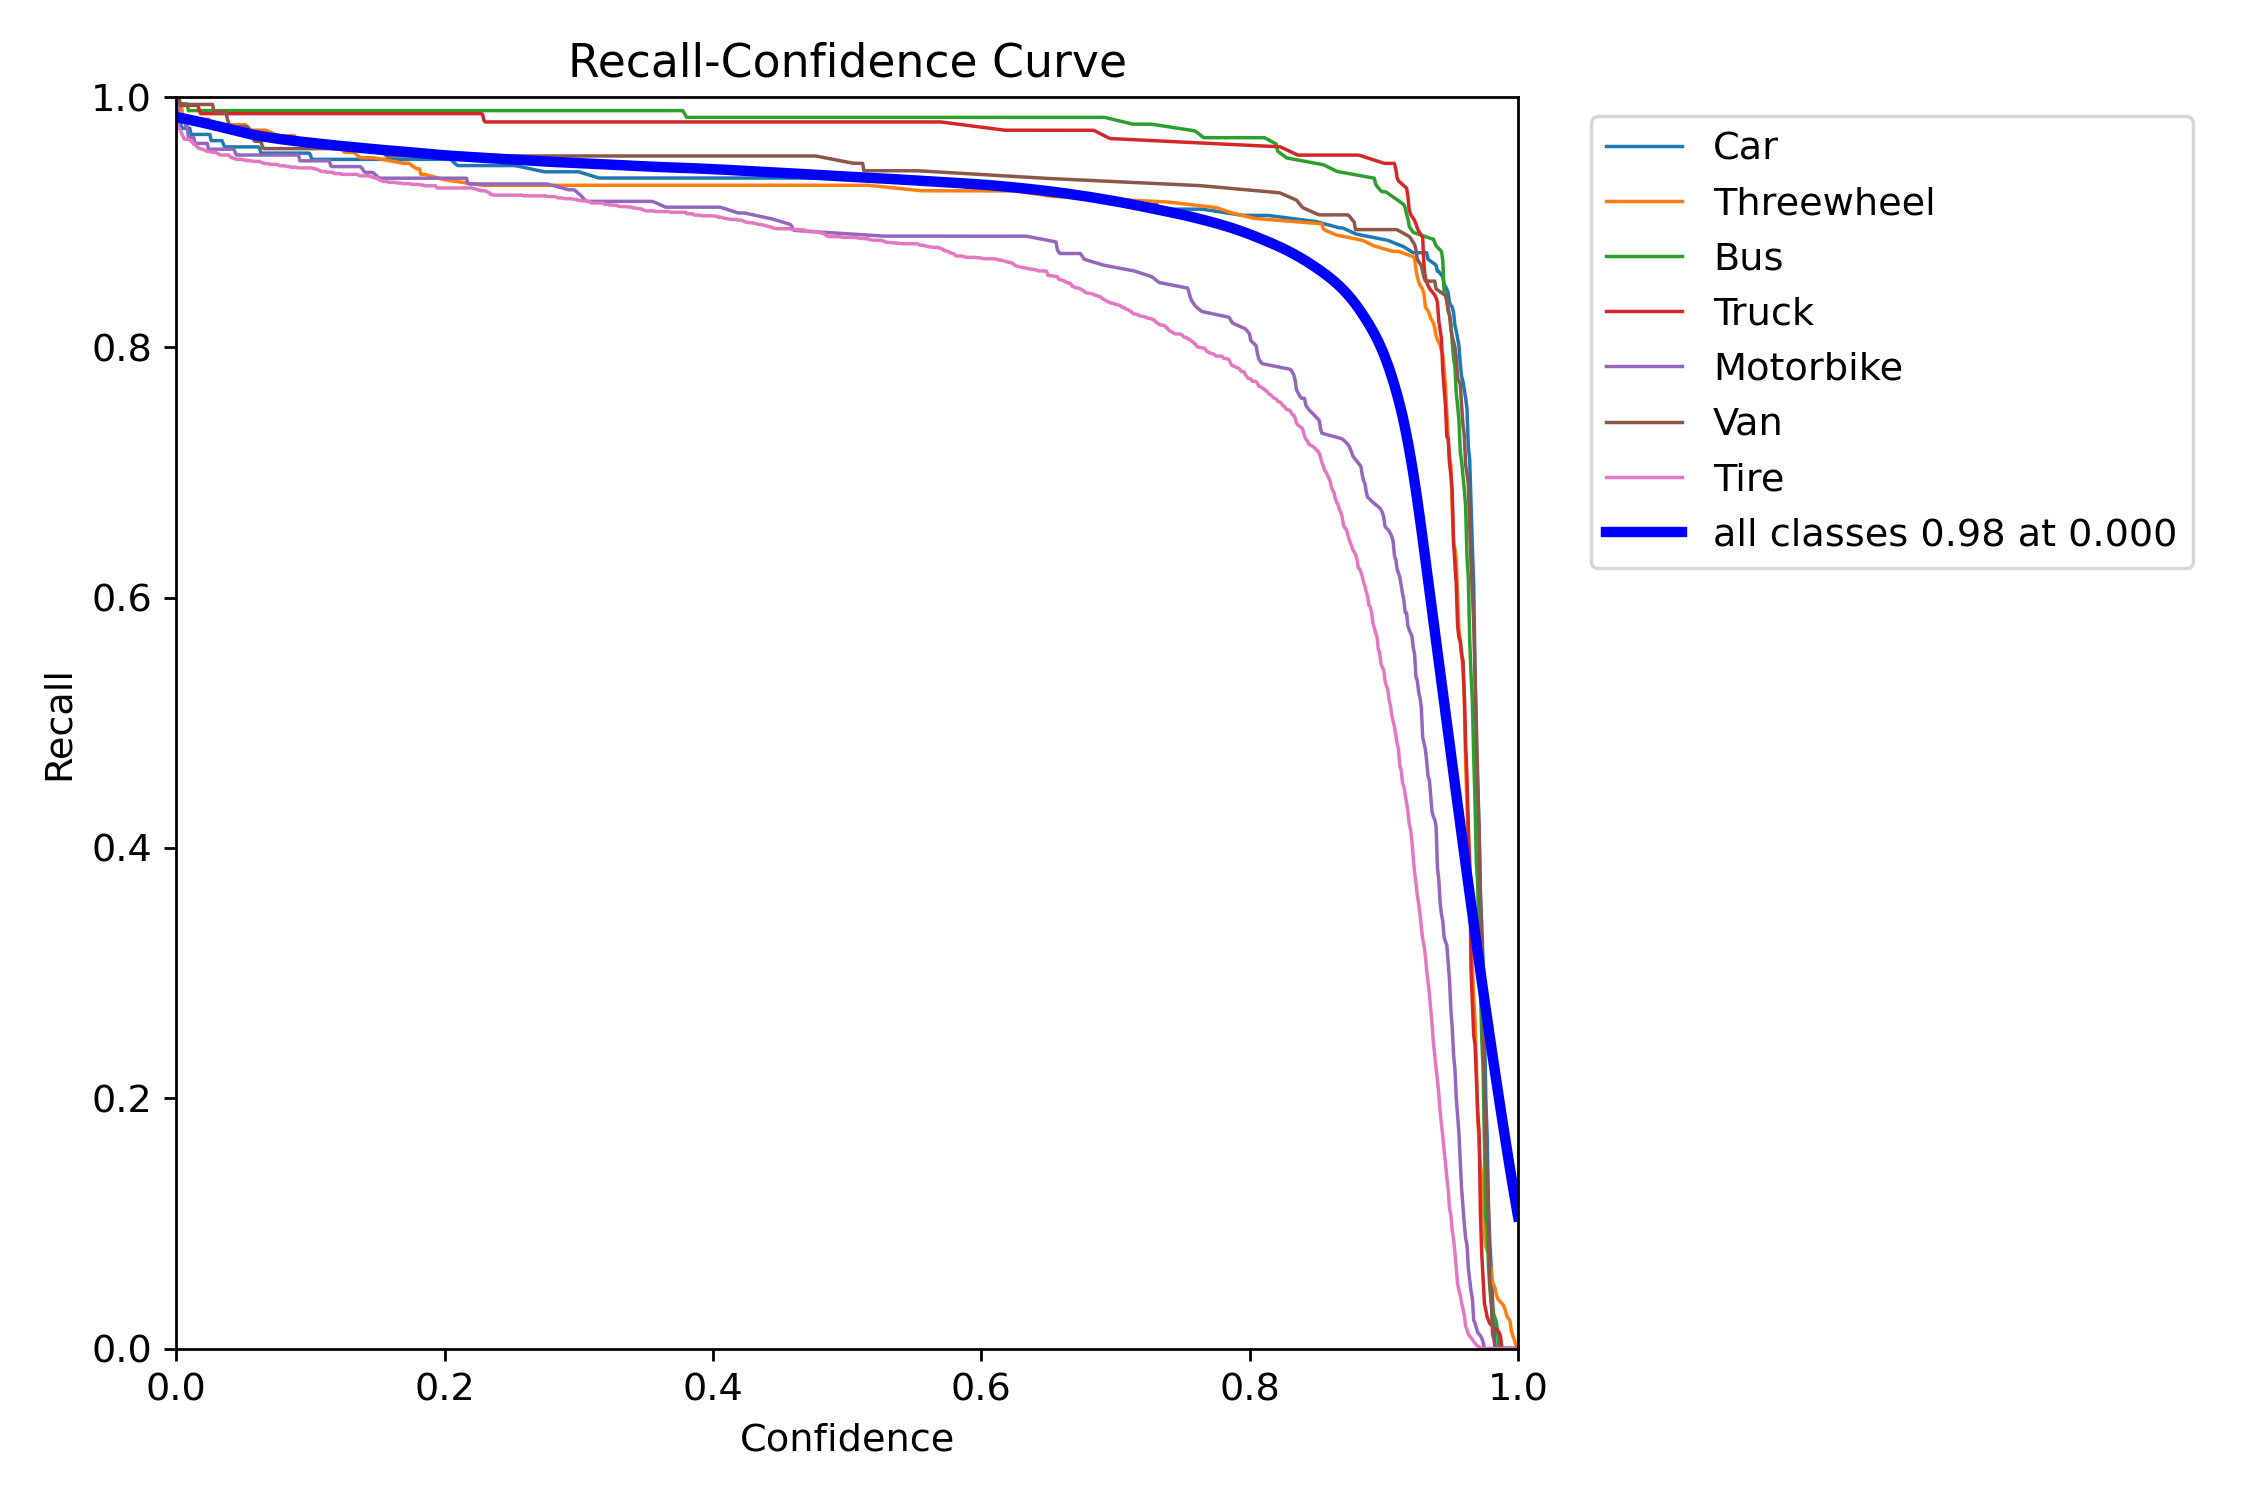 Recall-Confidence Curve
1.0
0.8
0.6
0.4
0.2
0.0
Recall
0.0 0.2 0.4 0.6 0.8 1.0
Confidence
Car
Threewheel
Bus
Truck
Motorbike
Van
Tire
all classes 0.98 at 0.000